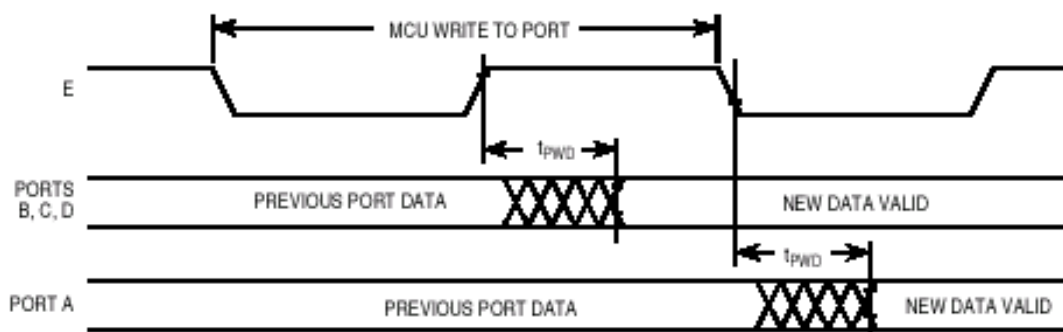 MCU WRITE TO PORT
E
tPWD
PORTS
B, C, D
PREVIOUS PORT DATA
NEW DATA VALID
tPWD
PORT A
PREVIOUS PORT DATA
NEW DATA VALID